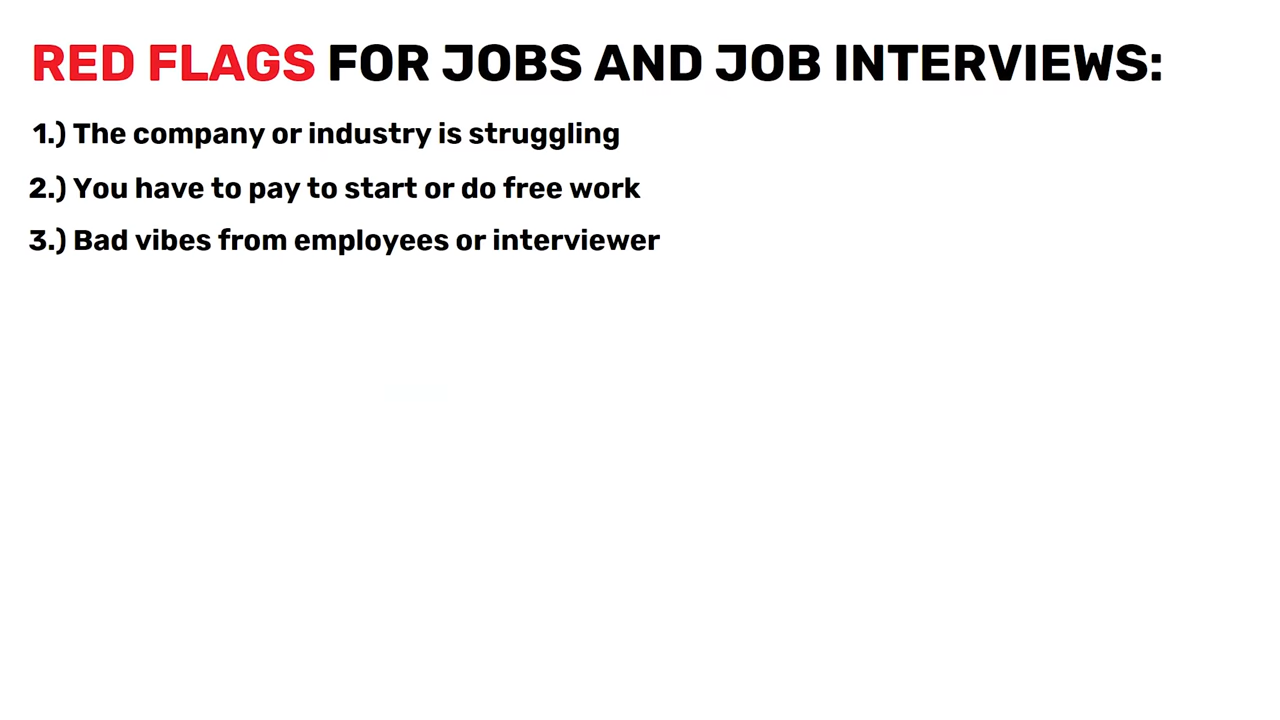 RED FLAGS FOR JOBS AND JOB INTERVIEWS:
1.) The company or industry is struggling
2.) You have to pay to start or do free work
3.) Bad vibes from employees or interviewer